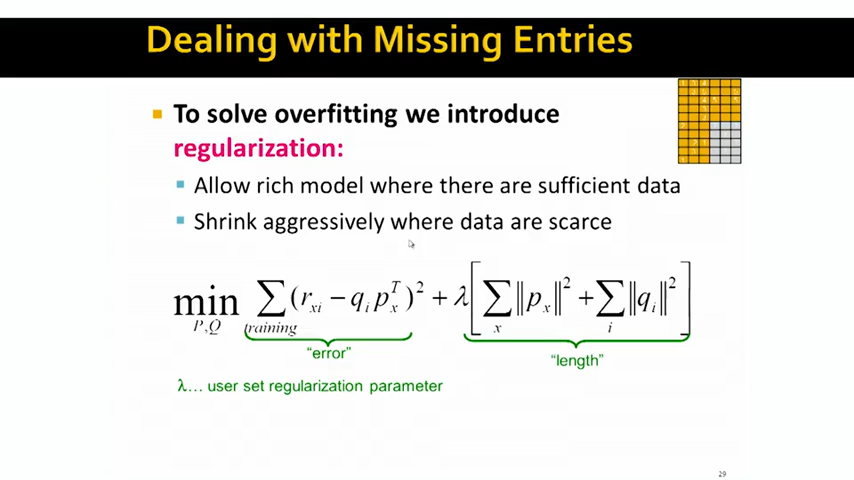 Dealing with Missing Entries
To solve overfitting we introduce
regularization:
Allow rich model where there are sufficient data
Shrink aggressively where data are scarce
min P,Q ∑ training (r_xi − q_i p_x^T)^2 + λ[∑ x ||p_x||^2 + ∑ i ||q_i||^2]
"error"
"length"
λ... user set regularization parameter
29